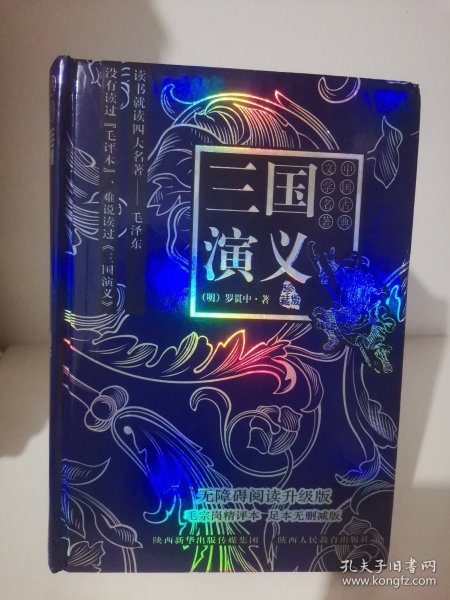 读书就读四大名著——毛泽东
没有读过『毛评本』，难说读过《三国演义》
中国古典
文学名著
三国
演义
珍藏版
（明）罗贯中·著
无障碍阅读升级版
毛宗岗精评本 足本无删减版
陕西新华出版传媒集团 陕西人民教育出版社
孔夫子旧书网
www.kongfz.com